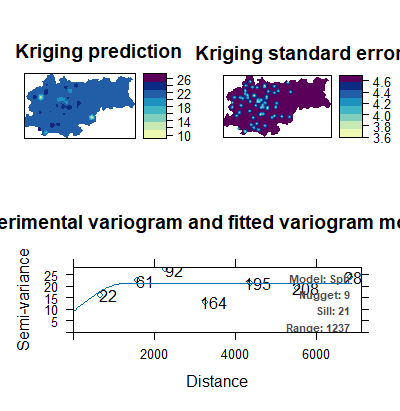 Kriging prediction
26
22
18
14
10
Kriging standard error
4.6
4.4
4.2
4.0
3.8
3.6
erimental variogram and fitted variogram mo
Semi-variance
25
20
15
10
5
22
61
92
164
195
208
28
Model: Sph
Nugget: 9
Sill: 21
Range: 1237
2000
4000
6000
Distance